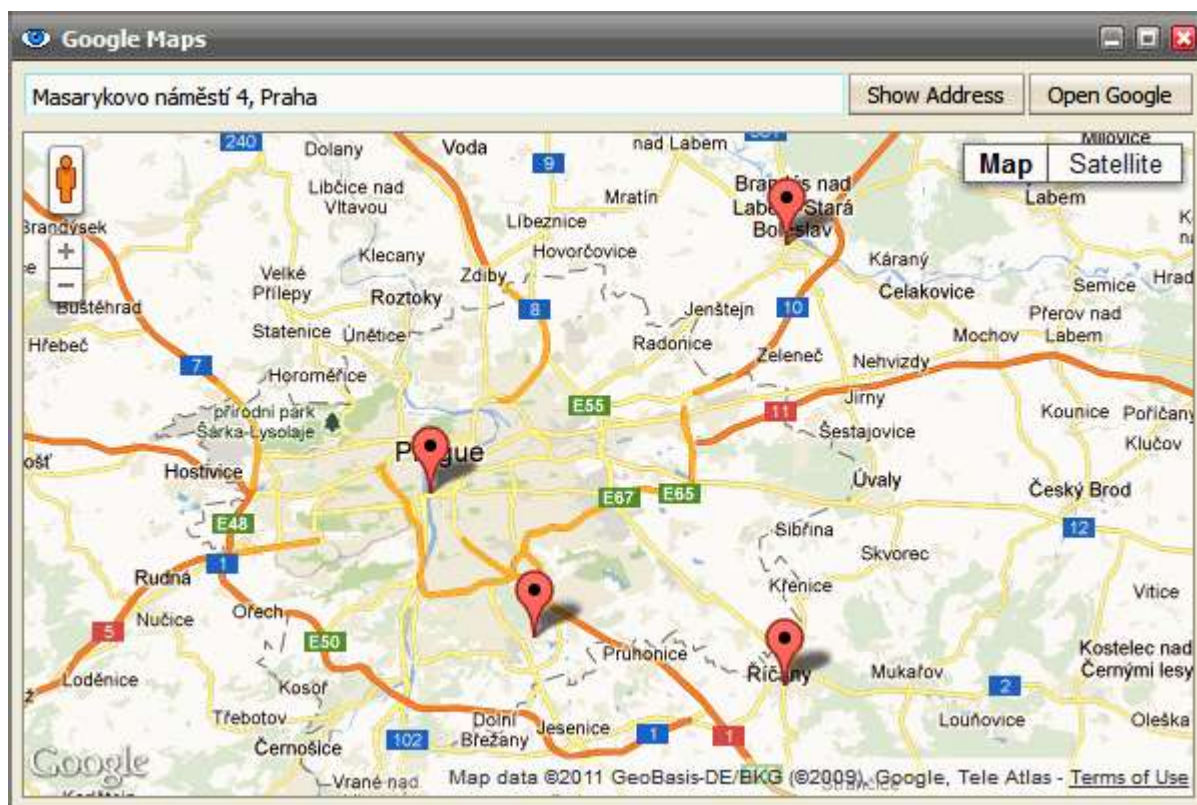 Google Maps
Masarykovo náměstí 4, Praha
Show Address
Open Google
Map
Satellite
240
Dolany
Voda
9
nad Labem
Milovice
Libčice nad
Vltavou
Mratín
Brandýs nad
Labem-Stará
Boleslav
Labem
Brandýsek
Líbeznice
Klecany
Hovorčovice
Káraný
Velké
Přílepy
Zdiby
Čelakovice
Semice
Hrad
Buštěhrad
Roztoky
8
Jenštejn
10
Přerov nad
Labem
Statenice
Únětice
Radonice
Mochov
Hřebeč
7
Zeleneč
Nehvizdy
Horoměřice
Jirny
přírodní park
Šárka-Lysolaje
E55
11
Kounice
Poříčany
Šestajovice
Klučov
Prague
Hostivice
Úvaly
E67
E65
Český Brod
E48
Sibřina
12
1
Skvorec
Rudná
Křenice
Vitice
Nučice
Ořech
5
E50
Průhonice
Kostelec nad
Černými lesy
Loděnice
Kosoř
Říčany
Mukařov
2
Třebotov
Dolní
Břežany
Jesenice
Louňovice
Oleška
Černošice
102
1
1
Google
Vrané nad
Map data ©2011 GeoBasis-DE/BKG (©2009), Google, Tele Atlas - Terms of Use